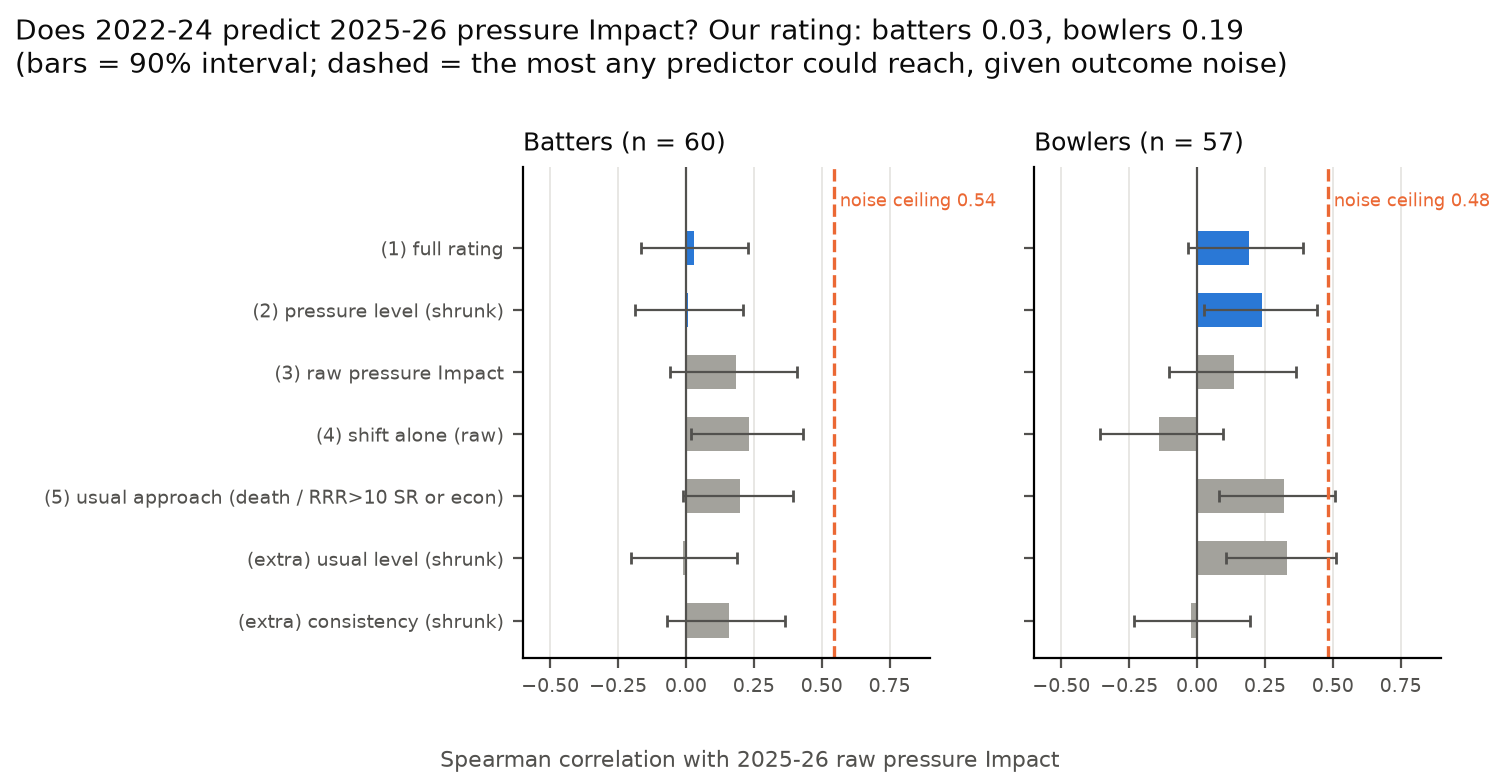 Does 2022-24 predict 2025-26 pressure Impact? Our rating: batters 0.03, bowlers 0.19
(bars = 90% interval; dashed = the most any predictor could reach, given outcome noise)
Batters (n = 60)
Bowlers (n = 57)
noise ceiling 0.54
noise ceiling 0.48
(1) full rating
(2) pressure level (shrunk)
(3) raw pressure Impact
(4) shift alone (raw)
(5) usual approach (death / RRR>10 SR or econ)
(extra) usual level (shrunk)
(extra) consistency (shrunk)
−0.50 −0.25 0.00 0.25 0.50 0.75
−0.50 −0.25 0.00 0.25 0.50 0.75
Spearman correlation with 2025-26 raw pressure Impact